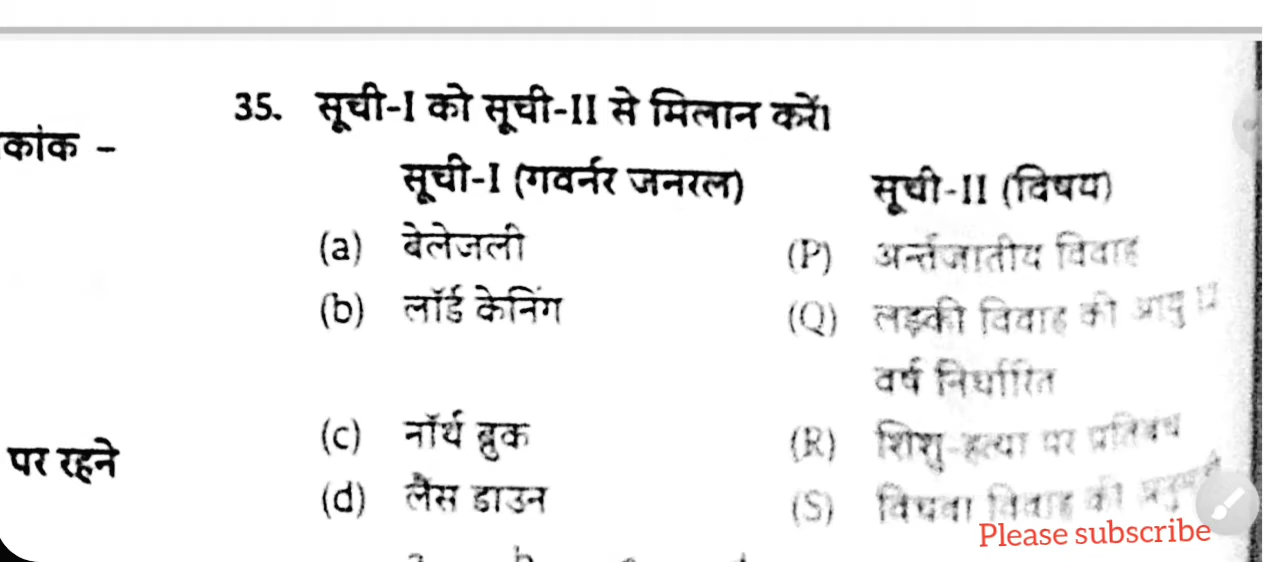 35. सूची-I को सूची-II से मिलान करें।
कांक –
सूची-I (गवर्नर जनरल) सूची-II (विषय)
(a) बेलेजली (P) अर्न्तजातीय विवाह
(b) लॉर्ड केनिंग (Q) लड़की विवाह की आयु
वर्ष निर्धारित
(c) नॉर्थ ब्रुक (R) शिशु-हत्या पर प्रतिबंध
पर रहने
(d) लैंस डाउन (S) विधवा विवाह की
Please subscribe